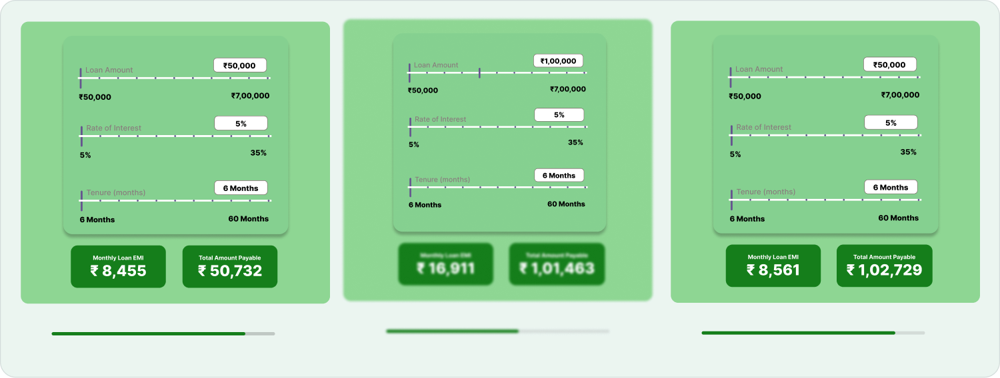 Loan Amount
₹50,000
₹50,000
₹7,00,000
Rate of Interest
5%
5%
35%
Tenure (months)
6 Months
6 Months
60 Months
Monthly Loan EMI
₹ 8,455
Total Amount Payable
₹ 50,732
Loan Amount
₹1,00,000
₹50,000
₹7,00,000
Rate of Interest
5%
5%
35%
Tenure (months)
6 Months
6 Months
60 Months
Monthly Loan EMI
₹ 16,911
Total Amount Payable
₹ 1,01,463
Loan Amount
₹50,000
₹50,000
₹7,00,000
Rate of Interest
5%
5%
35%
Tenure (months)
6 Months
6 Months
60 Months
Monthly Loan EMI
₹ 8,561
Total Amount Payable
₹ 1,02,729